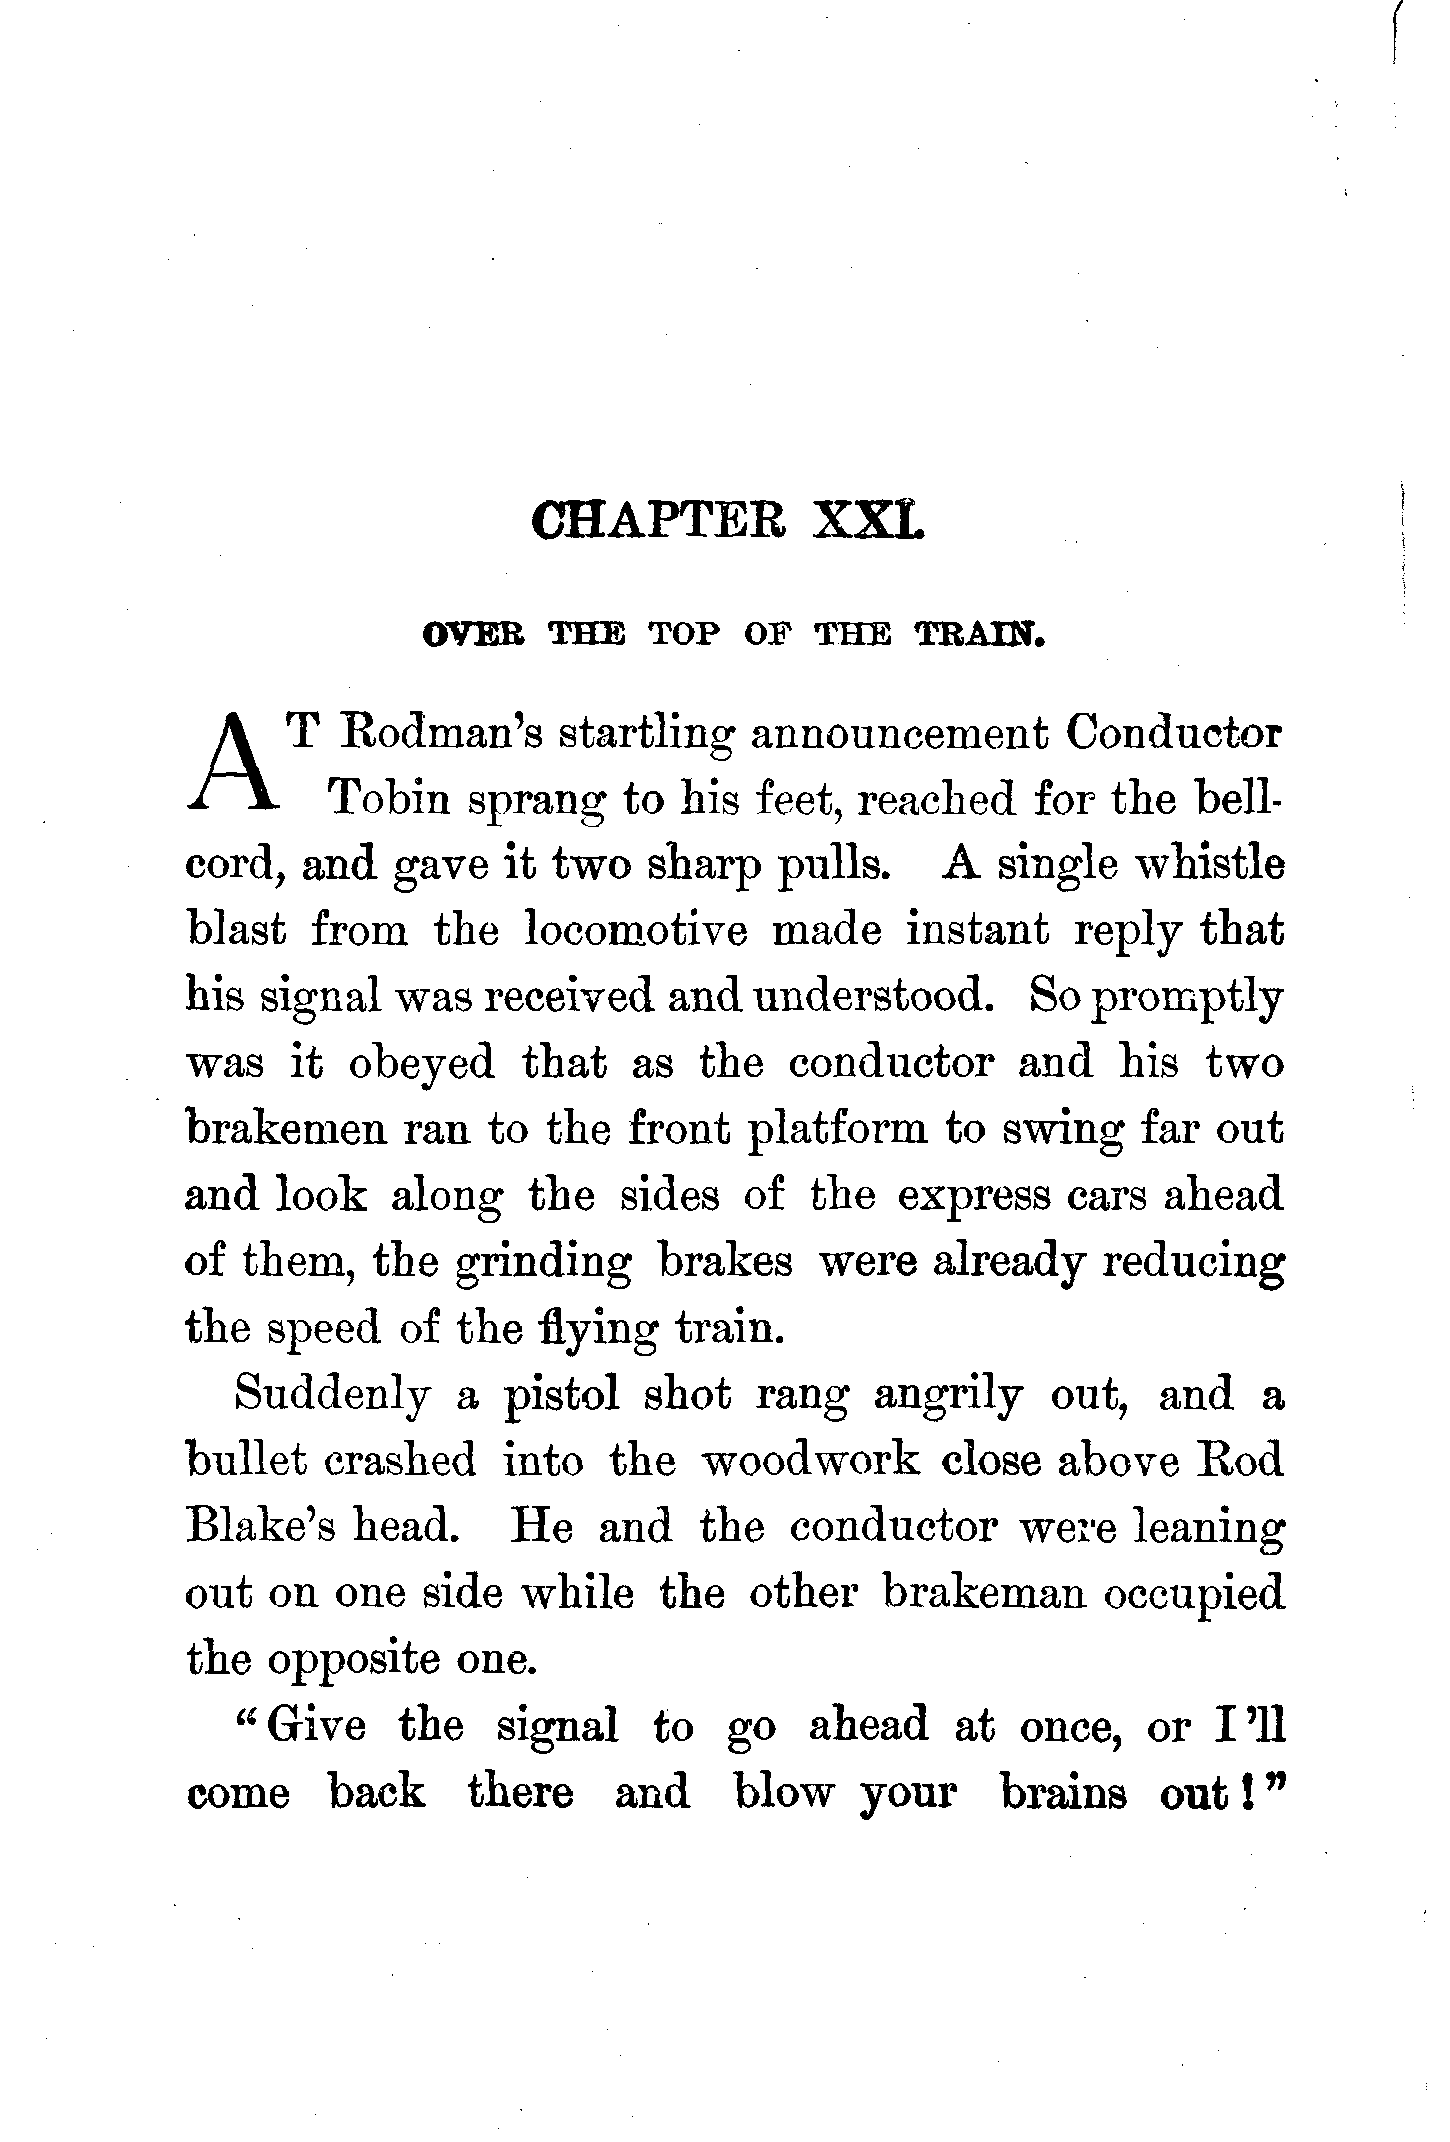 CHAPTER XXI.
OVER THE TOP OF THE TRAIN.
AT Rodman's startling announcement Conductor
Tobin sprang to his feet, reached for the bell-
cord, and gave it two sharp pulls. A single whistle
blast from the locomotive made instant reply that
his signal was received and understood. So promptly
was it obeyed that as the conductor and his two
brakemen ran to the front platform to swing far out
and look along the sides of the express cars ahead
of them, the grinding brakes were already reducing
the speed of the flying train.
Suddenly a pistol shot rang angrily out, and a
bullet crashed into the woodwork close above Rod
Blake's head. He and the conductor were leaning
out on one side while the other brakeman occupied
the opposite one.
"Give the signal to go ahead at once, or I'll
come back there and blow your brains out!"